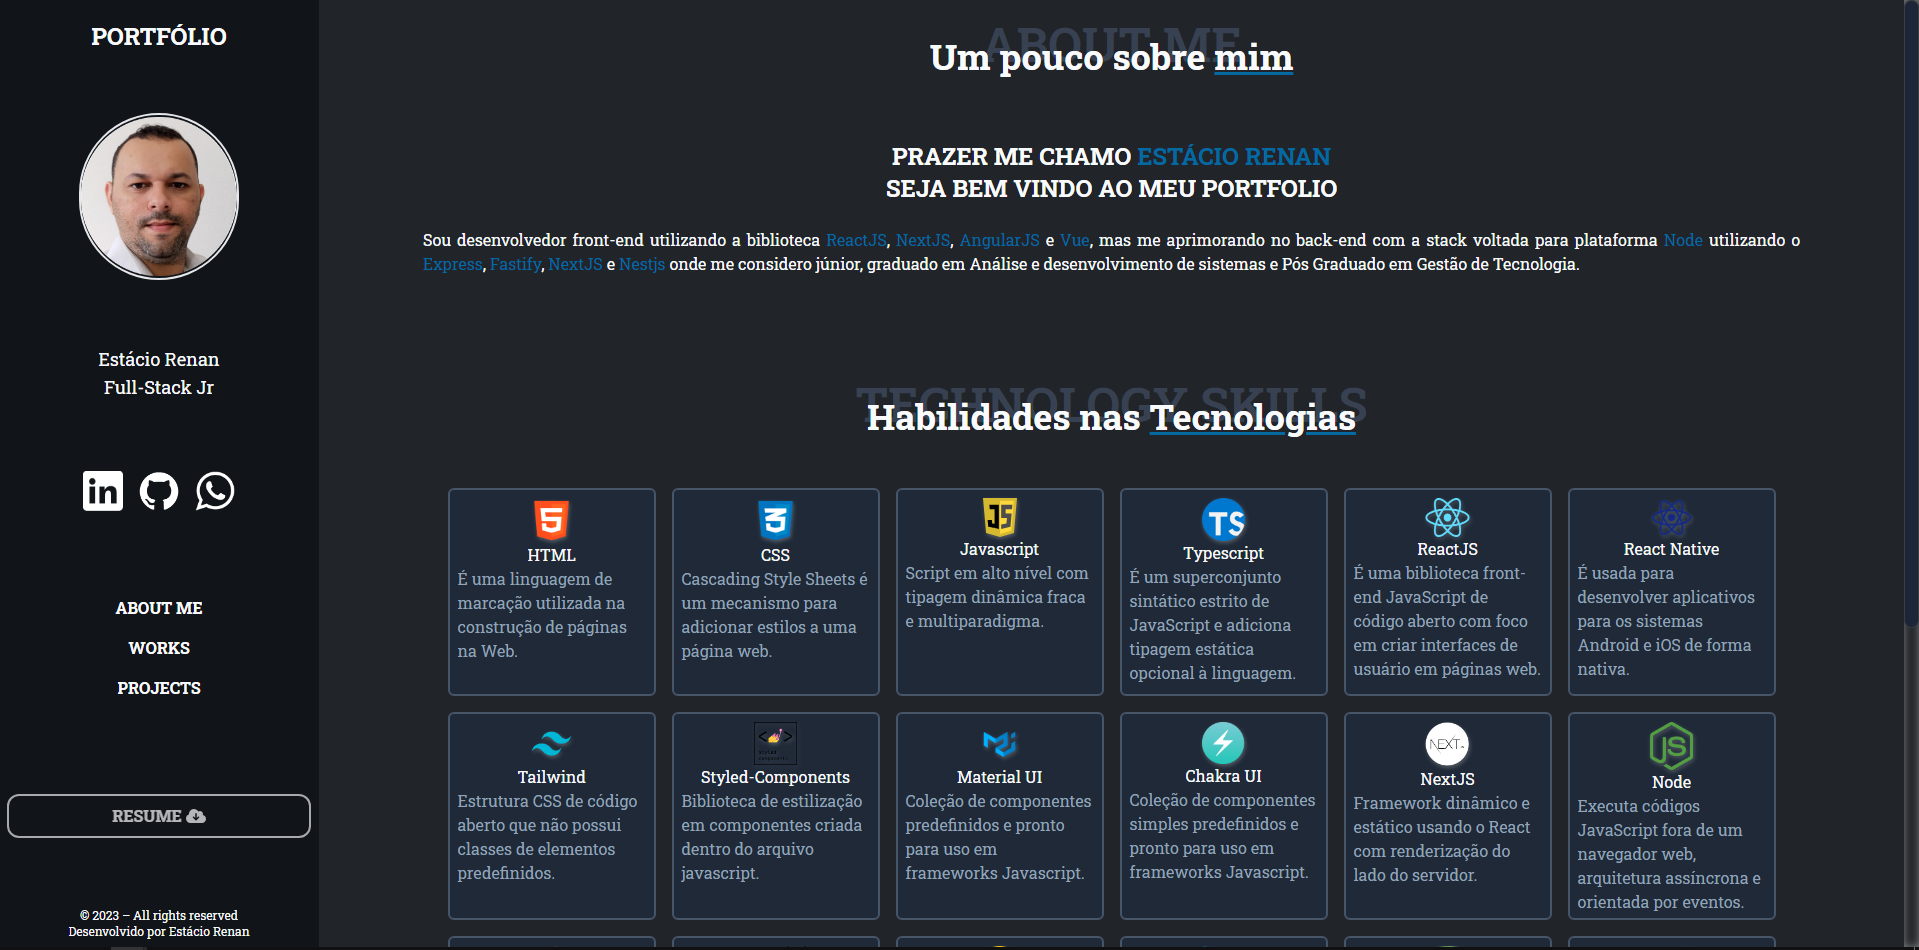 PORTFÓLIO
Estácio Renan
Full-Stack Jr
in
ABOUT ME
WORKS
PROJECTS
RESUME
© 2023 – All rights reserved
Desenvolvido por Estácio Renan
ABOUT ME
Um pouco sobre mim
PRAZER ME CHAMO ESTÁCIO RENAN
SEJA BEM VINDO AO MEU PORTFOLIO
Sou desenvolvedor front-end utilizando a biblioteca ReactJS, NextJS, AngularJS e Vue, mas me aprimorando no back-end com a stack voltada para plataforma Node utilizando o
Express, Fastify, NextJS e Nestjs onde me considero júnior, graduado em Análise e desenvolvimento de sistemas e Pós Graduado em Gestão de Tecnologia.
TECHNOLOGY SKILLS
Habilidades nas Tecnologias
5
HTML
É uma linguagem de
marcação utilizada na
construção de páginas
na Web.
3
CSS
Cascading Style Sheets é
um mecanismo para
adicionar estilos a uma
página web.
JS
Javascript
Script em alto nível com
tipagem dinâmica fraca
e multiparadigma.
TS
Typescript
É um superconjunto
sintático estrito de
JavaScript e adiciona
tipagem estática
opcional à linguagem.
ReactJS
É uma biblioteca front-
end JavaScript de
código aberto com foco
em criar interfaces de
usuário em páginas web.
React Native
É usada para
desenvolver aplicativos
para os sistemas
Android e iOS de forma
nativa.
Tailwind
Estrutura CSS de código
aberto que não possui
classes de elementos
predefinidos.
Styled-Components
Biblioteca de estilização
em componentes criada
dentro do arquivo
javascript.
Material UI
Coleção de componentes
predefinidos e pronto
para uso em
frameworks Javascript.
Chakra UI
Coleção de componentes
simples predefinidos e
pronto para uso em
frameworks Javascript.
NEXT
NextJS
Framework dinâmico e
estático usando o React
com renderização do
lado do servidor.
JS
Node
Executa códigos
JavaScript fora de um
navegador web,
arquitetura assíncrona e
orientada por eventos.